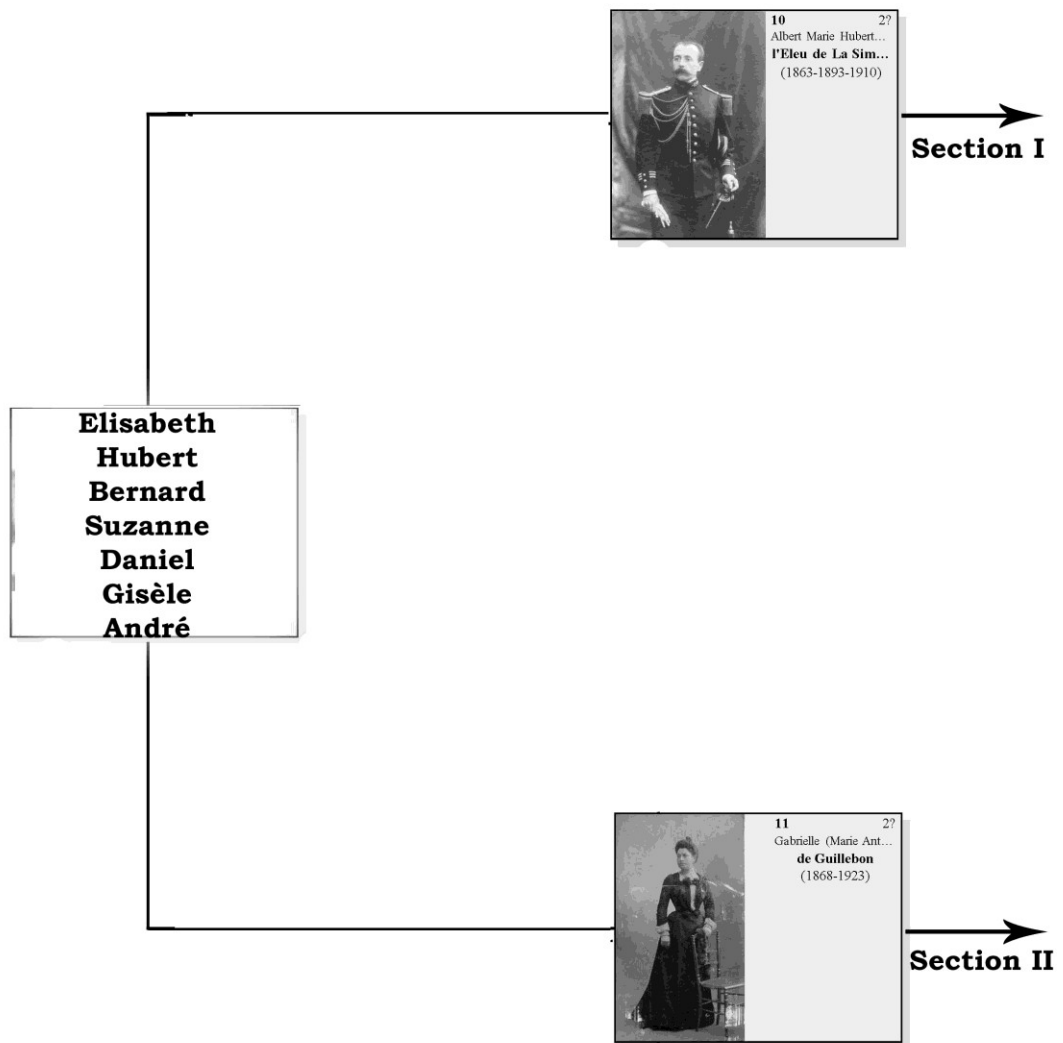 10 2?
Albert Marie Hubert...
l'Eleu de La Sim...
(1863-1893-1910)
Section I
Elisabeth
Hubert
Bernard
Suzanne
Daniel
Gisèle
André
11 2?
Gabrielle (Marie Ant...
de Guillebon
(1868-1923)
Section II